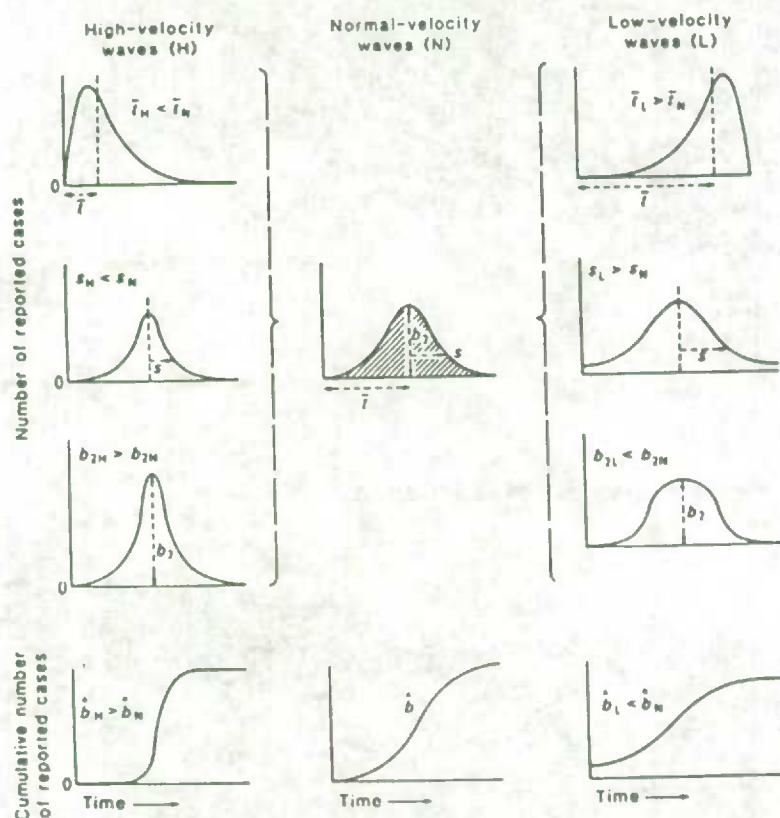 High-velocity
waves (H)
Normal-velocity
waves (N)
Low-velocity
waves (L)
Number of reported cases
t̄H < t̄N
0
t̄
t̄L > t̄N
sH < sN
s
0
b2
s
t̄
sL > sN
s
b2H > b2N
b2
0
b2L < b2N
b2
Cumulative number
of reported cases
b̂H > b̂N
0
Time
b̂
Time
b̂L < b̂N
Time